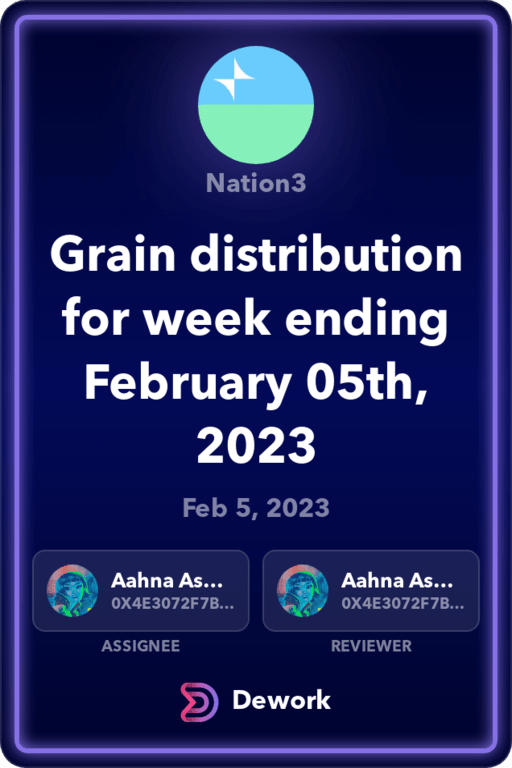 Nation3
Grain distribution
for week ending
February 05th,
2023
Feb 5, 2023
Aahna As...
0X4E3072F7B...
ASSIGNEE
Aahna As...
0X4E3072F7B...
REVIEWER
Dework